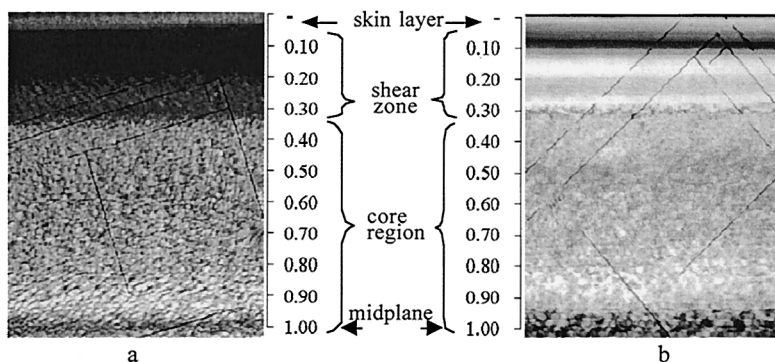 - skin layer -
0.10 0.10
0.20 shear 0.20
0.30 zone 0.30
0.40 0.40
0.50 0.50
0.60 core 0.60
0.70 region 0.70
0.80 0.80
0.90 midplane 0.90
1.00 1.00
a b